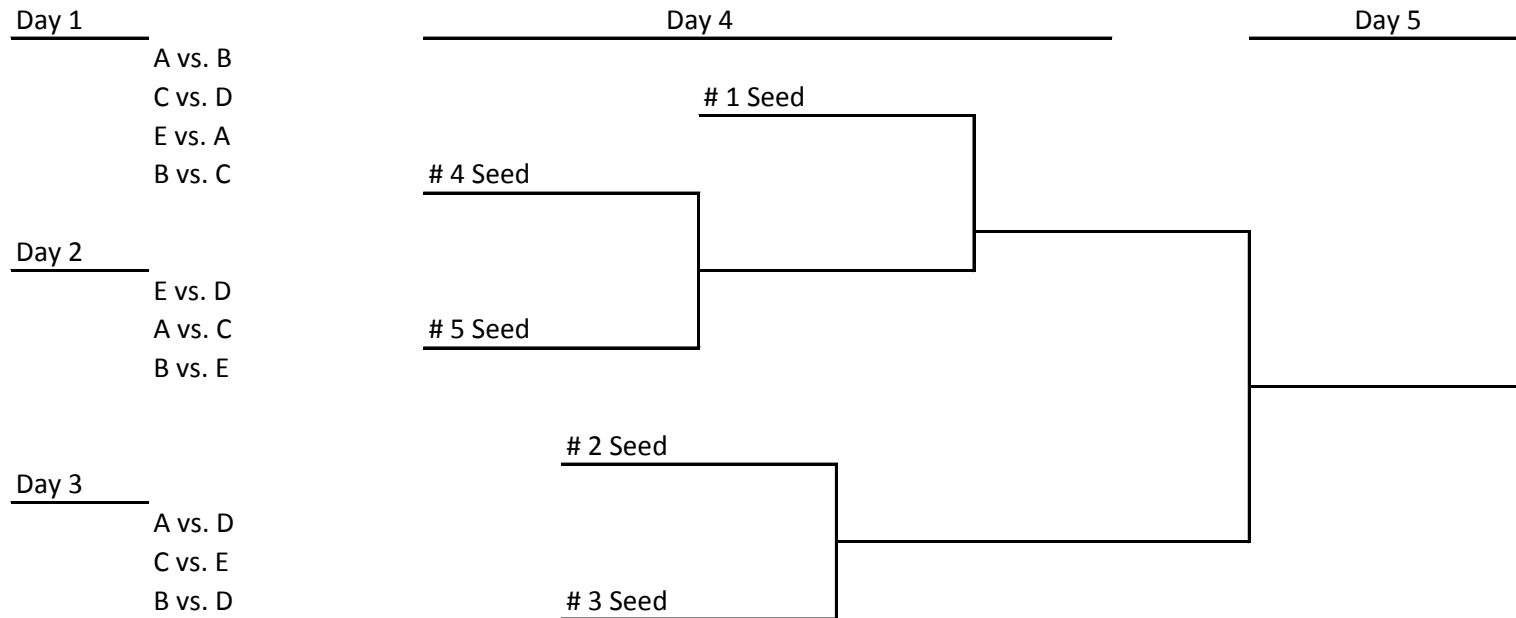 Day 1
A vs. B
C vs. D
E vs. A
B vs. C
Day 2
E vs. D
A vs. C
B vs. E
Day 3
A vs. D
C vs. E
B vs. D
Day 4
# 1 Seed
# 4 Seed
# 5 Seed
# 2 Seed
# 3 Seed
Day 5